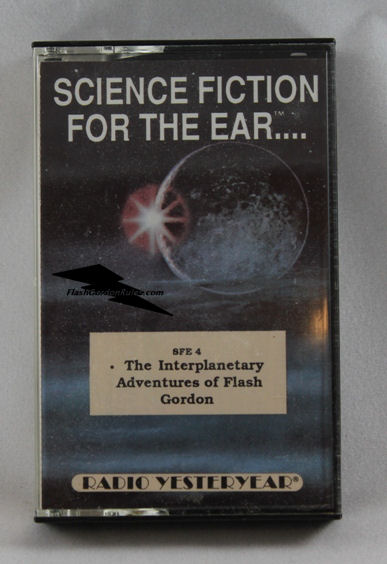 SCIENCE FICTION
FOR THE EAR™....
FlashGordonRules.com
SFE 4
· The Interplanetary
Adventures of Flash
Gordon
RADIO YESTERYEAR®